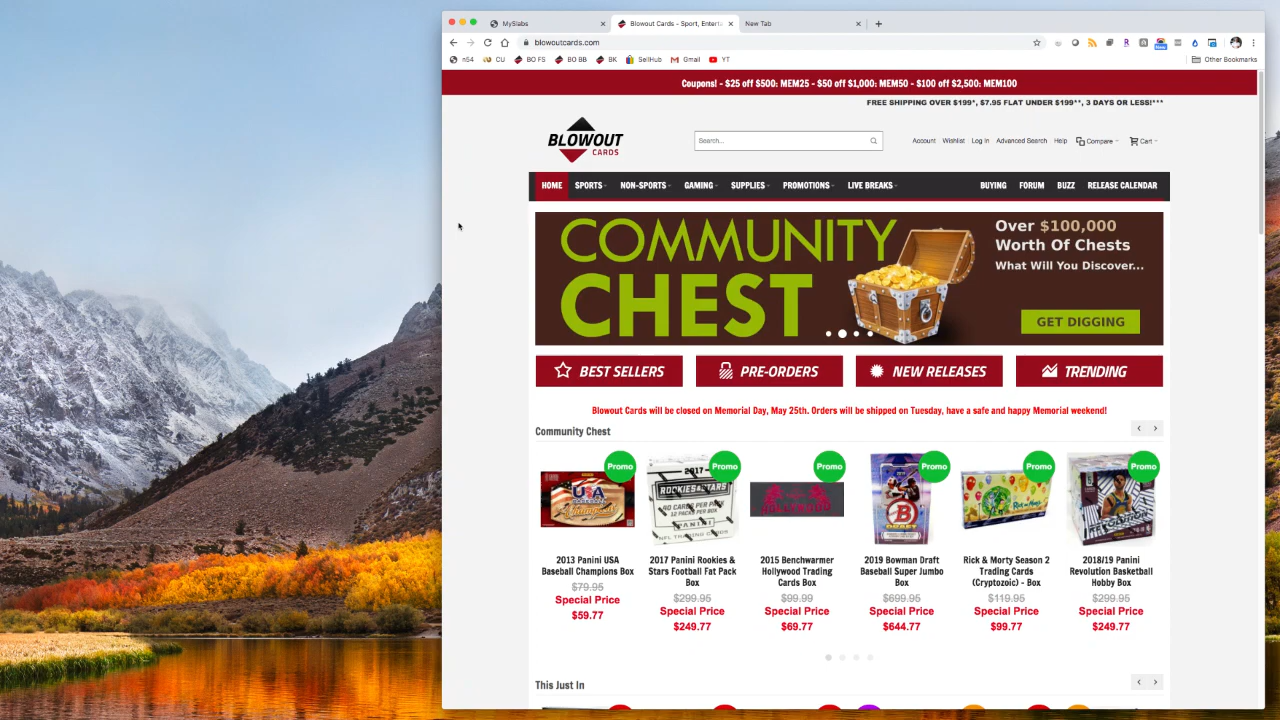 MySlabs
Blowout Cards - Sport, Entert
New Tab
blowoutcards.com
n54
CU
BO FS
BO BB
BK
SellHub
Gmail
YT
Other Bookmarks
Coupons! - $25 off $500: MEM25 - $50 off $1,000: MEM50 - $100 off $2,500: MEM100
FREE SHIPPING OVER $199*, $7.95 FLAT UNDER $199**, 3 DAYS OR LESS!***
BLOWOUT
CARDS
Search...
Account Wishlist Log In Advanced Search Help Compare Cart
HOME SPORTS NON-SPORTS GAMING SUPPLIES PROMOTIONS LIVE BREAKS BUYING FORUM BUZZ RELEASE CALENDAR
COMMUNITY
CHEST
Over $100,000
Worth Of Chests
What Will You Discover...
GET DIGGING
BEST SELLERS
PRE-ORDERS
NEW RELEASES
TRENDING
Blowout Cards will be closed on Memorial Day, May 25th. Orders will be shipped on Tuesday, have a safe and happy Memorial weekend!
Community Chest
Promo
Promo
Promo
Promo
Promo
Promo
2013 Panini USA
Baseball Champions Box
$79.95
Special Price
$59.77
2017 Panini Rookies &
Stars Football Fat Pack
Box
$299.95
Special Price
$249.77
2015 Benchwarmer
Hollywood Trading
Cards Box
$99.99
Special Price
$69.77
2019 Bowman Draft
Baseball Super Jumbo
Box
$699.95
Special Price
$644.77
Rick & Morty Season 2
Trading Cards
(Cryptozoic) - Box
$119.95
Special Price
$99.77
2018/19 Panini
Revolution Basketball
Hobby Box
$299.95
Special Price
$249.77
This Just In